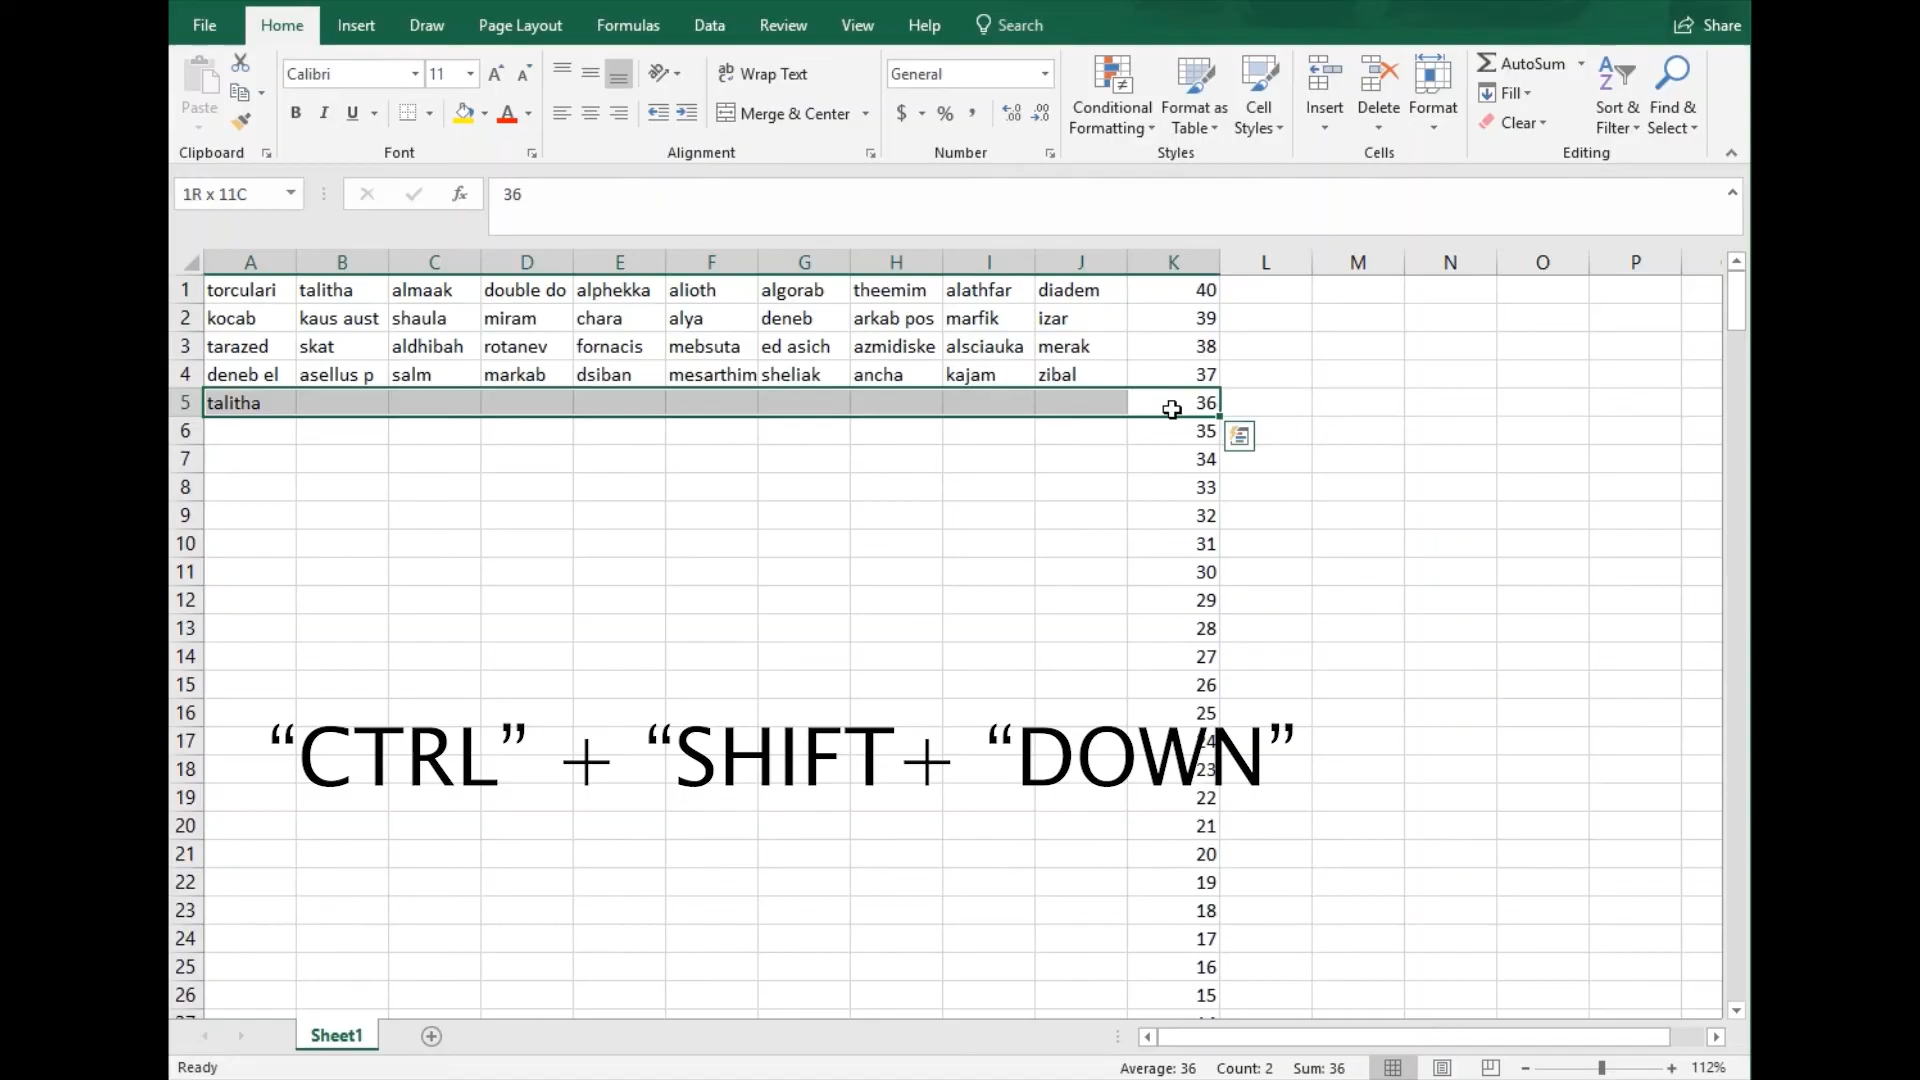 File Home Insert Draw Page Layout Formulas Data Review View Help Search Share
Paste
Clipboard
Calibri 11
B I U
Font
Wrap Text
Merge & Center
Alignment
General
$ % ,
Number
Conditional Formatting
Format as Table
Cell Styles
Styles
Insert Delete Format
Cells
AutoSum
Fill
Clear
Sort & Filter
Find & Select
Editing
1R x 11C fx 36
A B C D E F G H I J K L M N O P
1 torculari talitha almaak double do alphekka alioth algorab theemim alathfar diadem 40
2 kocab kaus aust shaula miram chara alya deneb arkab pos marfik izar 39
3 tarazed skat aldhibah rotanev fornacis mebsuta ed asich azmidiske alsciauka merak 38
4 deneb el asellus p salm markab dsiban mesarthim sheliak ancha kajam zibal 37
5 talitha 36
6 35
7 34
8 33
9 32
10 31
11 30
12 29
13 28
14 27
15 26
16 25
17 24
18 23
“CTRL” + “SHIFT+ “DOWN”
19 22
20 21
21 20
22 19
23 18
24 17
25 16
26 15
Sheet1
Ready Average: 36 Count: 2 Sum: 36 112%